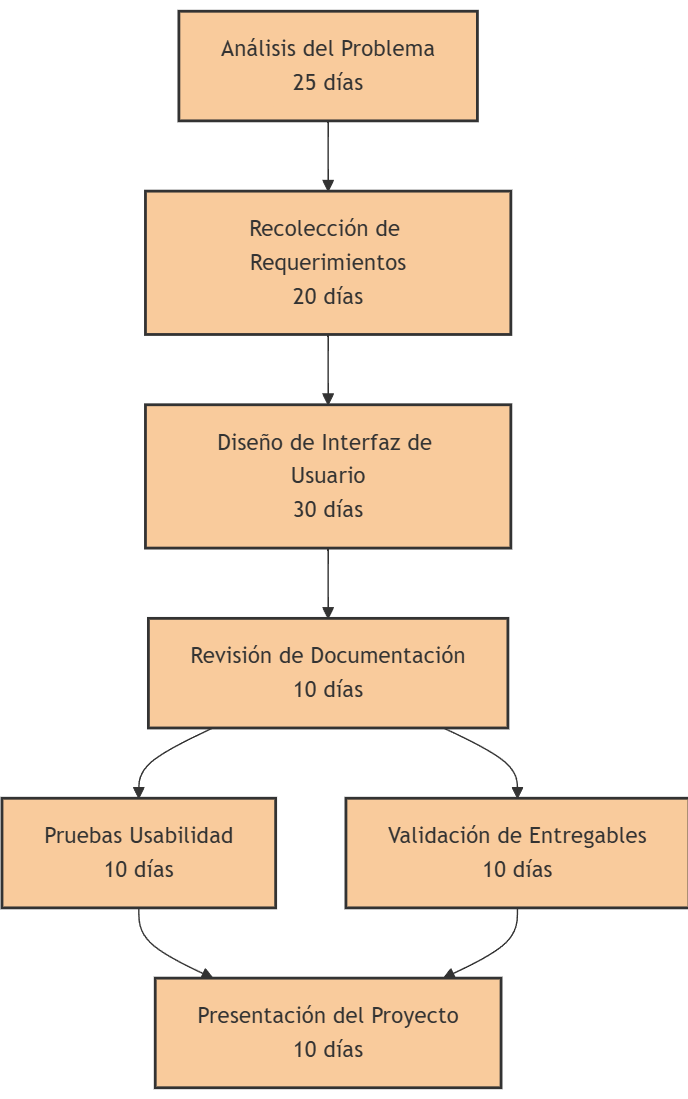 Análisis del Problema
25 días
Recolección de
Requerimientos
20 días
Diseño de Interfaz de
Usuario
30 días
Revisión de Documentación
10 días
Pruebas Usabilidad
10 días
Validación de Entregables
10 días
Presentación del Proyecto
10 días